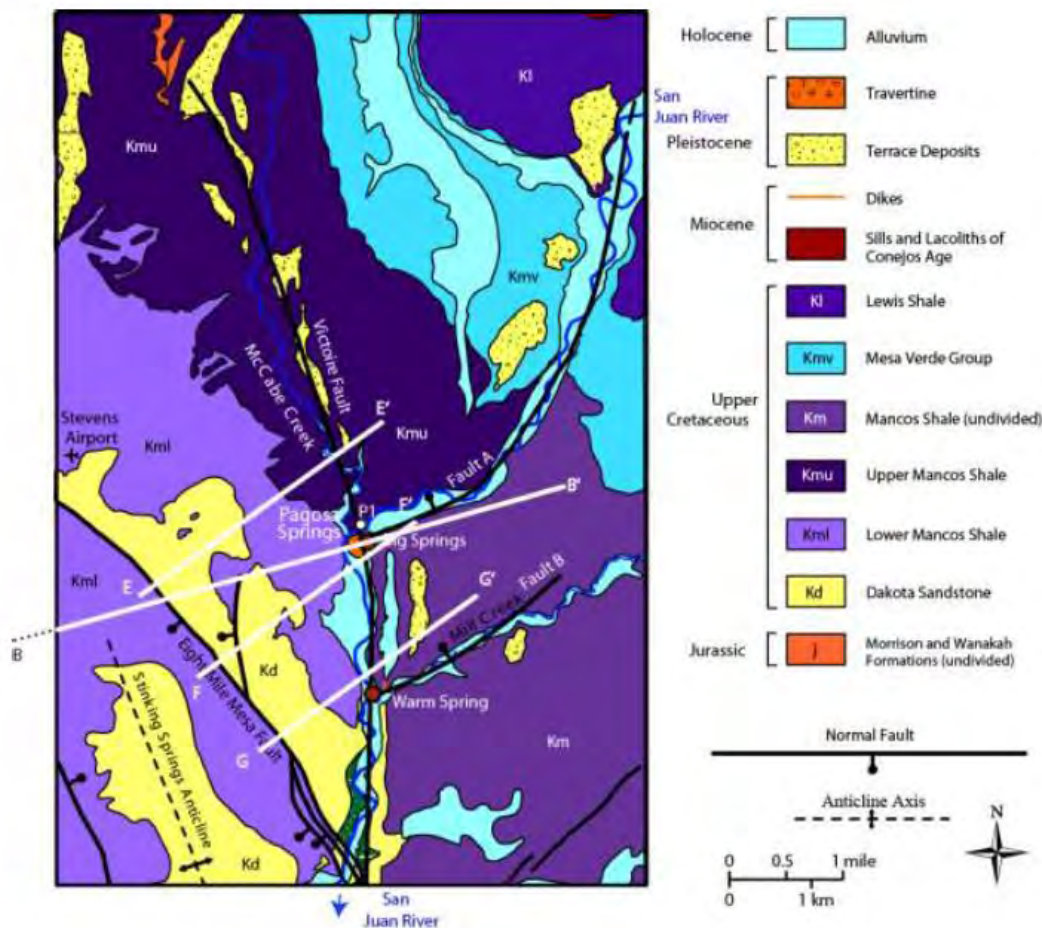 Kl
San
Juan River
Kmu
Kmv
Victoire Fault
McCabe Creek
E'
Kmu
Stevens
Airport
Kml
Fault A
B'
F'
P1
Pagosa
Springs
ng Springs
Kml
E
B
G'
Fault B
Mill Creek
Kd
F
Eight Mile Mesa Fault
Warm Spring
Stinking Springs Anticline
G
Km
Kd
San
Juan River
Holocene
Alluvium
Pleistocene
Travertine
Terrace Deposits
Miocene
Dikes
Sills and Lacoliths of
Conejos Age
Upper
Cretaceous
Kl
Lewis Shale
Kmv
Mesa Verde Group
Km
Mancos Shale (undivided)
Kmu
Upper Mancos Shale
Kml
Lower Mancos Shale
Kd
Dakota Sandstone
Jurassic
J
Morrison and Wanakah
Formations (undivided)
Normal Fault
Anticline Axis
N
0 0.5 1 mile
0 1 km